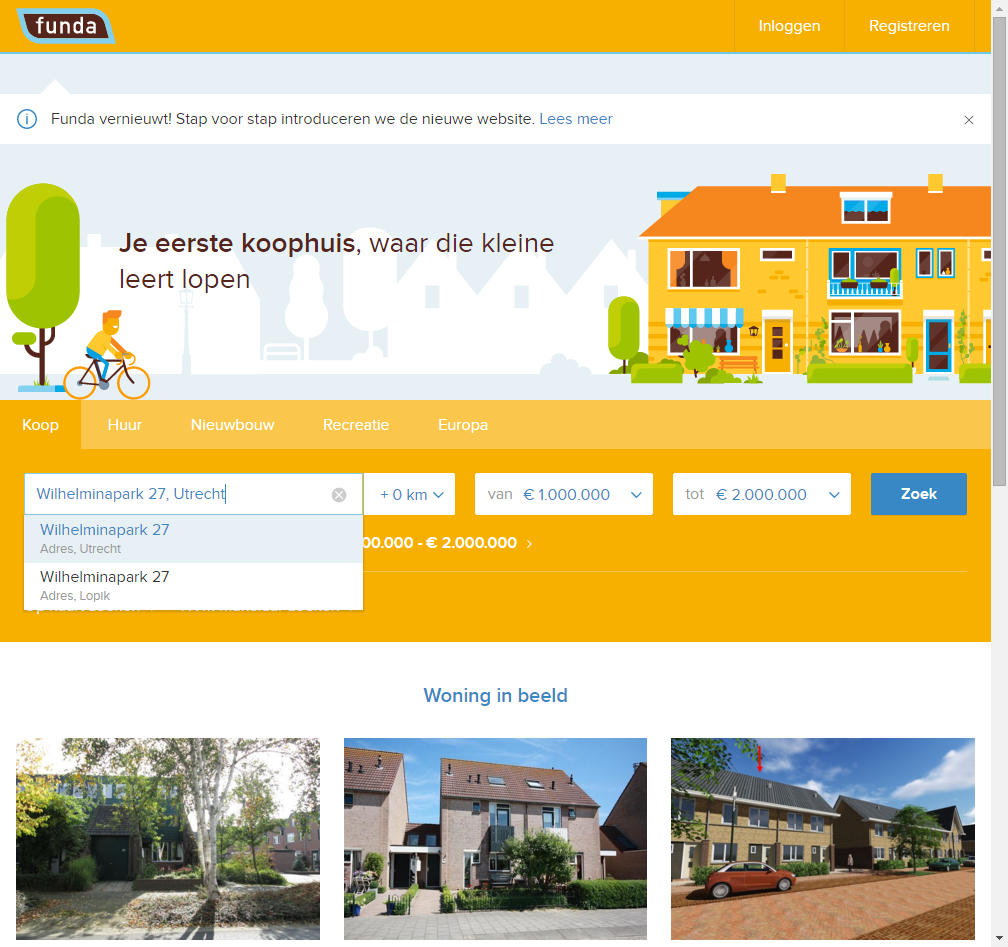 funda
Inloggen
Registreren
Funda vernieuwt! Stap voor stap introduceren we de nieuwe website. Lees meer
Je eerste koophuis, waar die kleine
leert lopen
Koop
Huur
Nieuwbouw
Recreatie
Europa
Wilhelminapark 27, Utrecht
+ 0 km
van € 1.000.000
tot € 2.000.000
Zoek
Wilhelminapark 27
Adres, Utrecht
00.000 - € 2.000.000
Wilhelminapark 27
Adres, Lopik
Woning in beeld